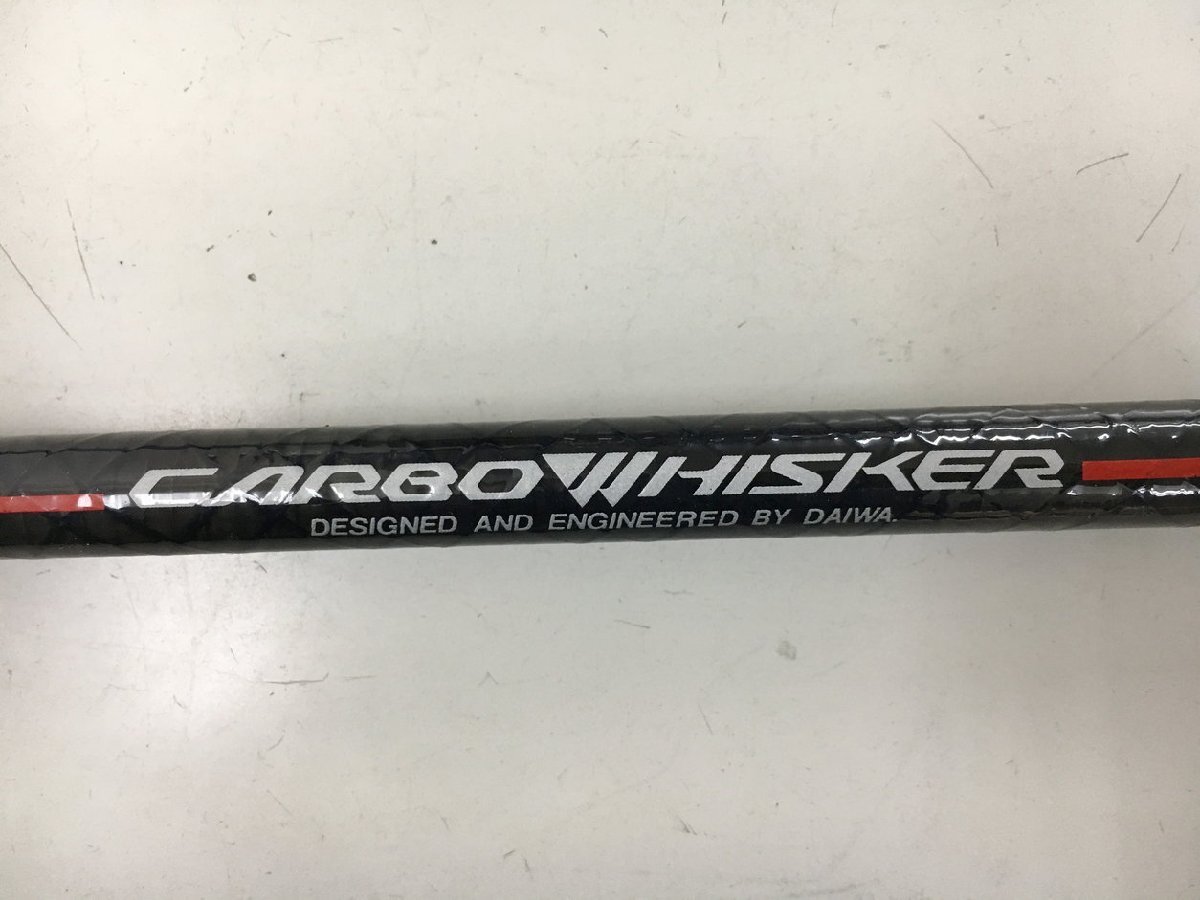 CARBOWHISKER
DESIGNED AND ENGINEERED BY DAIWA.